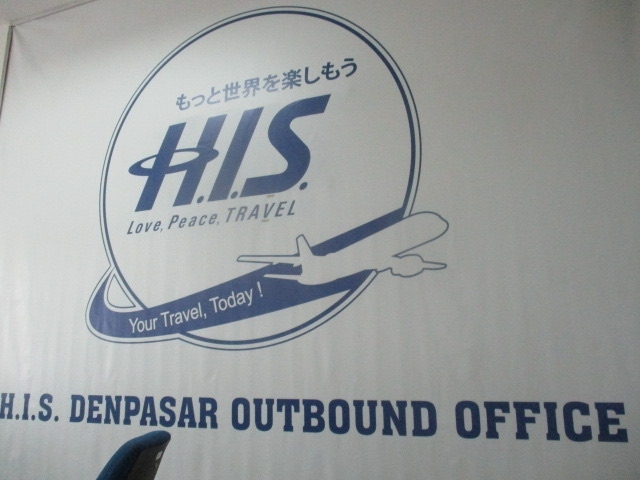 もっと世界を楽しもう
H.I.S.
Love, Peace, TRAVEL
Your Travel, Today !
H.I.S. DENPASAR OUTBOUND OFFICE